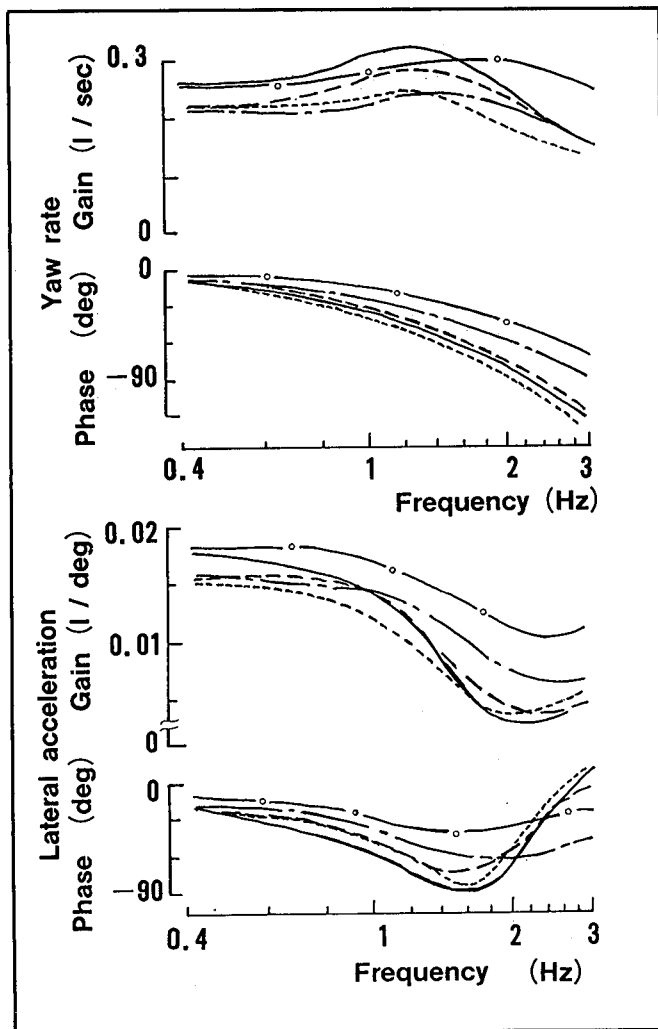 Yaw rate
Gain (1 / sec)
0.3
0
Phase (deg)
0
−90
0.4 1 2 3
Frequency (Hz)
Lateral acceleration
Gain (1 / deg)
0.02
0.01
0
Phase (deg)
0
−90
0.4 1 2 3
Frequency (Hz)